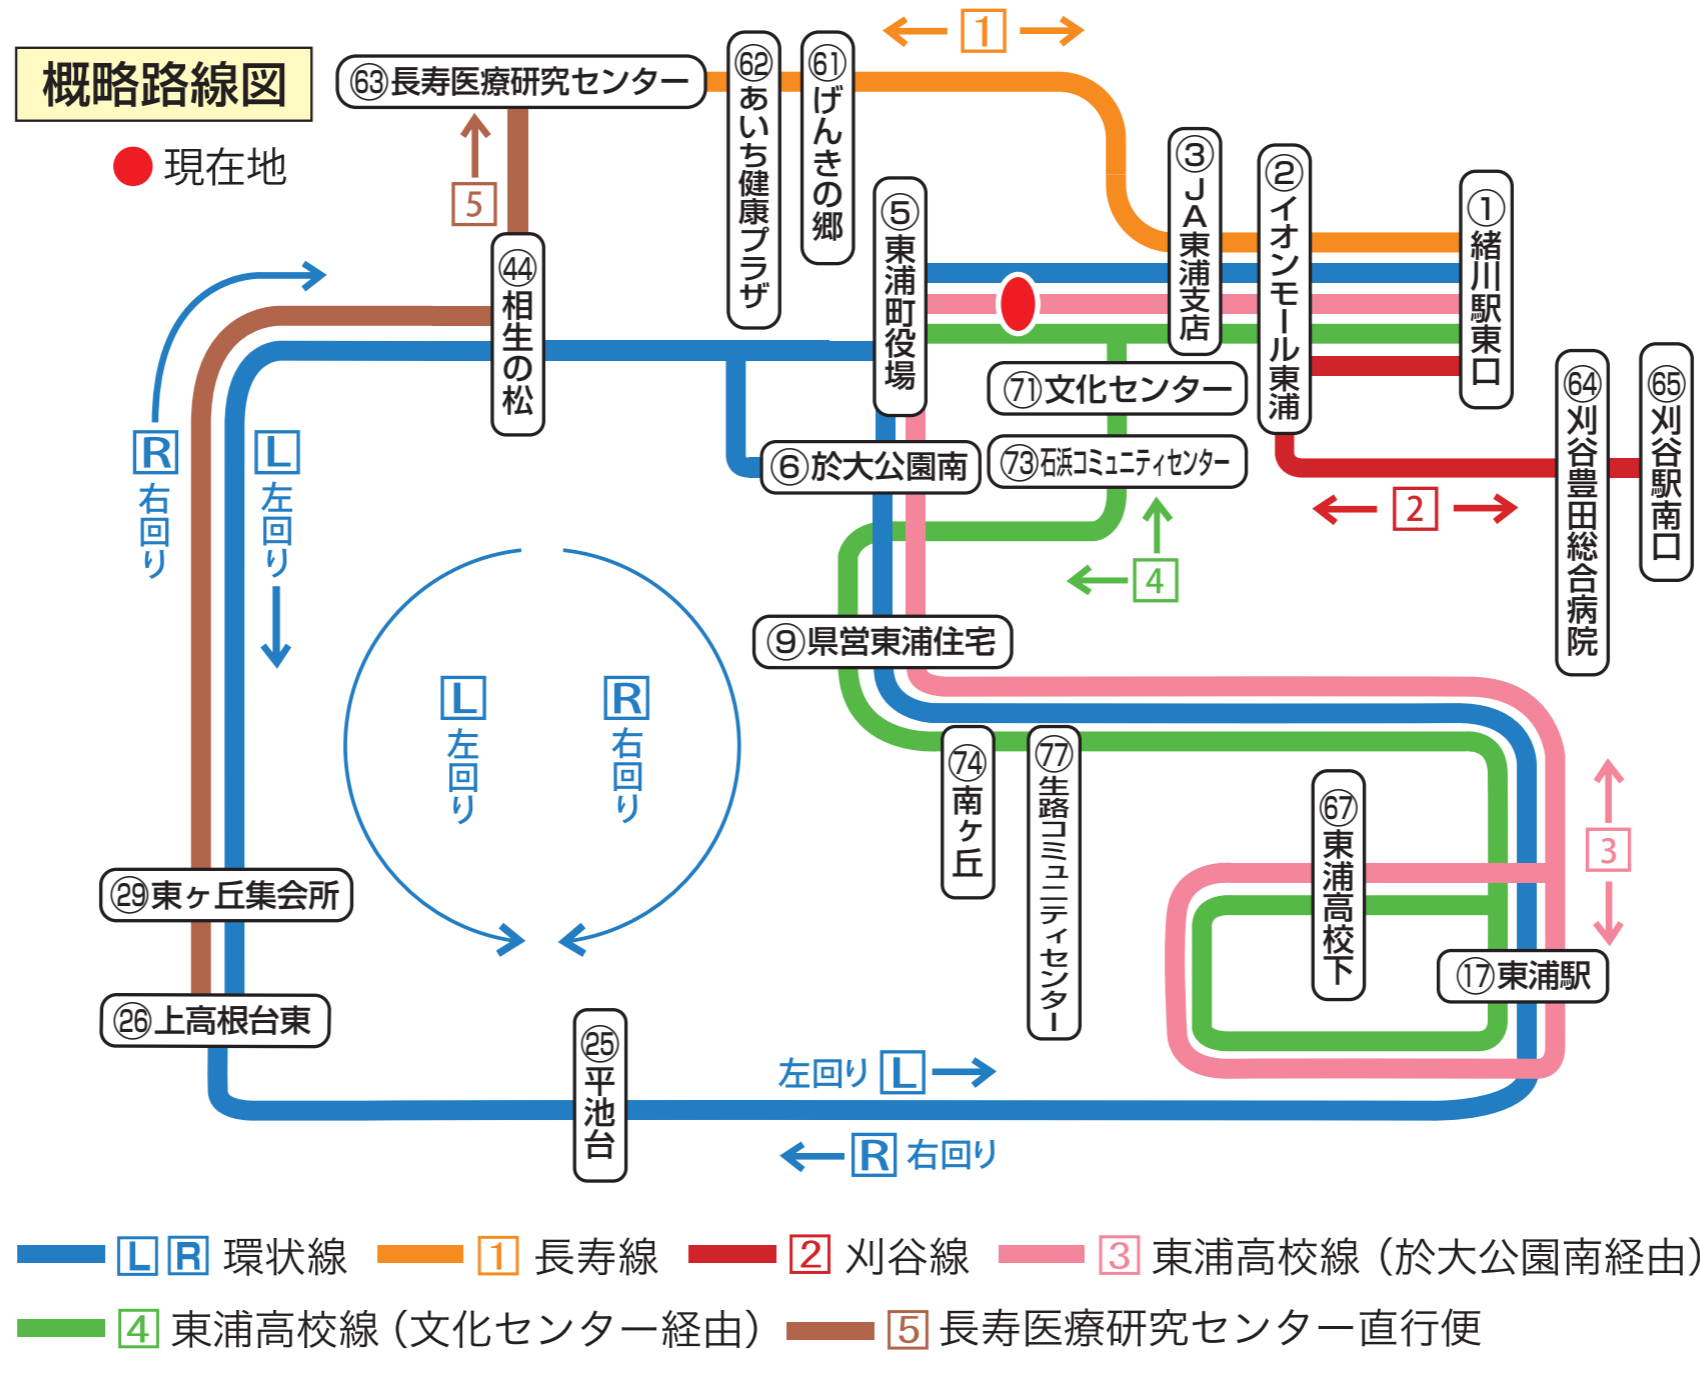 概略路線図
現在地
1
㊿+13長寿医療研究センター
62あいち健康プラザ
61げんきの郷
③JA東浦支店
②イオンモール東浦
①緒川駅東口
⑤東浦町役場
5
㊹相生の松
71文化センター
73石浜コミュニティセンター
64刈谷豊田総合病院
65刈谷駅南口
R
右回り
L
左回り
⑥於大公園南
2
4
⑨県営東浦住宅
L
左回り
R
右回り
74南ヶ丘
77生路コミュニティセンター
67東浦高校下
3
㉙東ヶ丘集会所
⑰東浦駅
㉖上高根台東
㉕平池台
左回り L
R 右回り
L R 環状線
1 長寿線
2 刈谷線
3 東浦高校線（於大公園南経由）
4 東浦高校線（文化センター経由）
5 長寿医療研究センター直行便